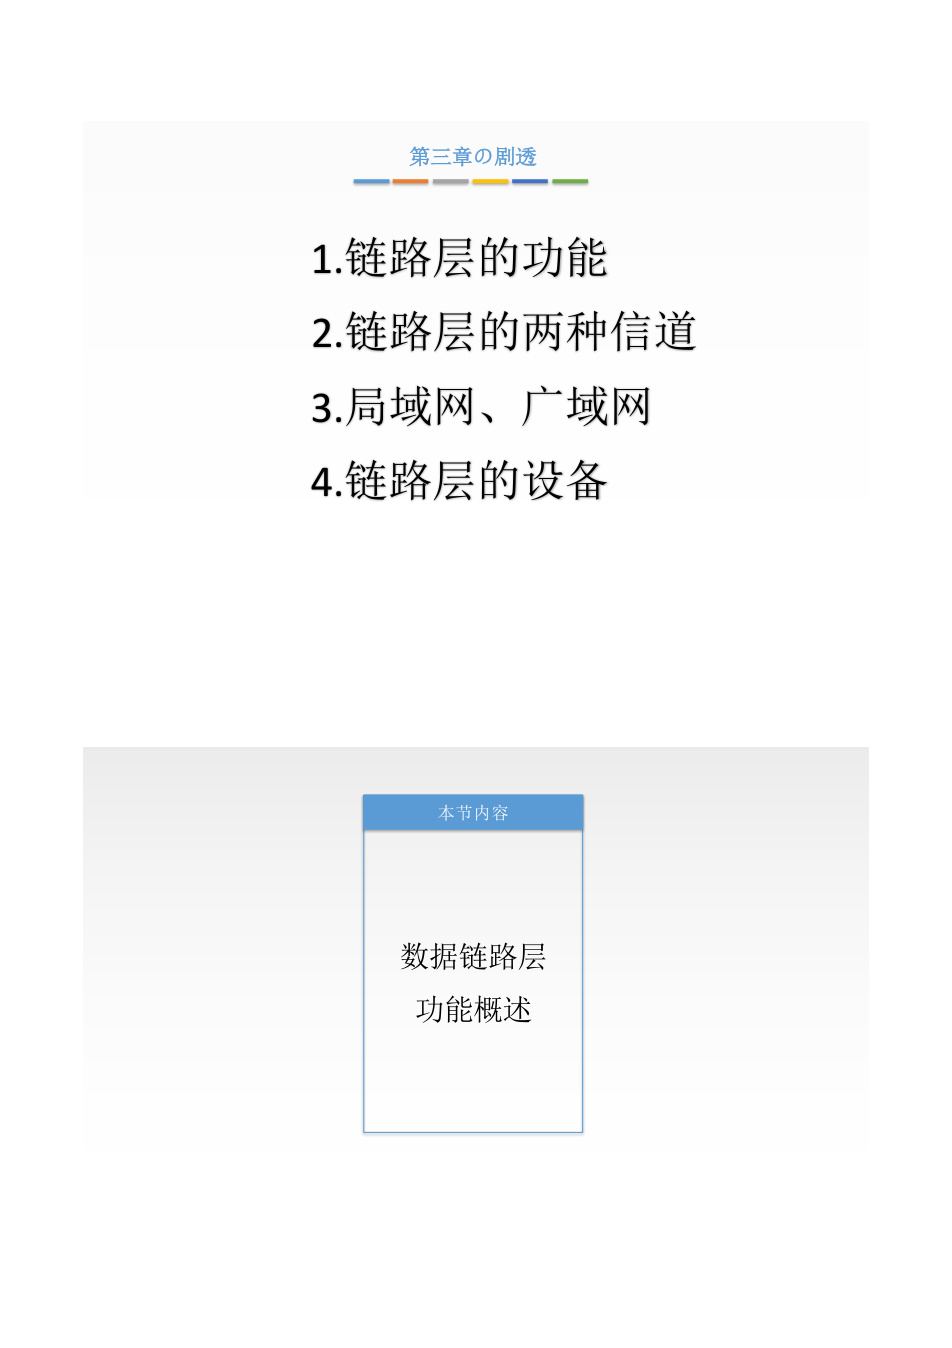 第三章の剧透
1.链路层的功能
2.链路层的两种信道
3.局域网、广域网
4.链路层的设备
本节内容
数据链路层
功能概述